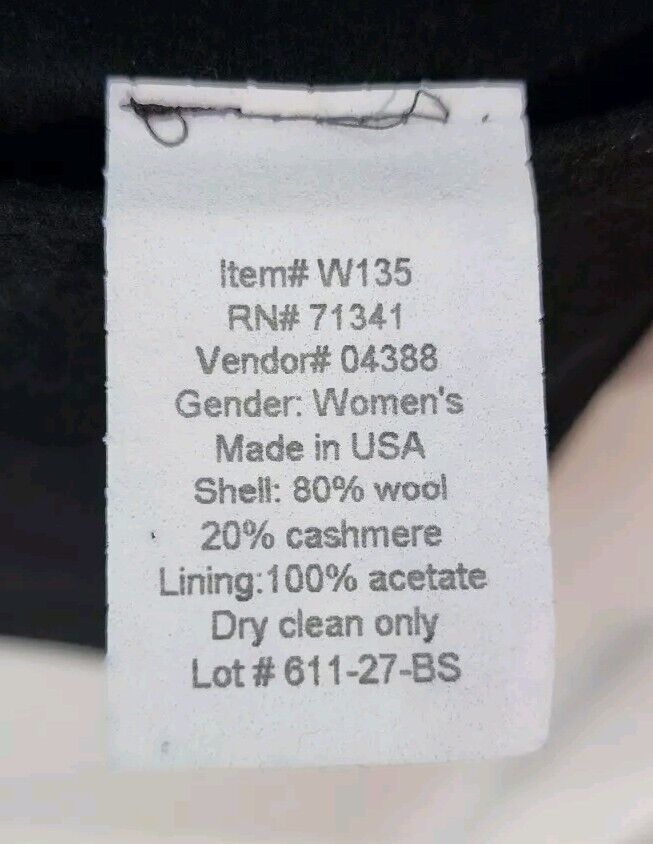 Item# W135
RN# 71341
Vendor# 04388
Gender: Women's
Made in USA
Shell: 80% wool
20% cashmere
Lining:100% acetate
Dry clean only
Lot # 611-27-BS